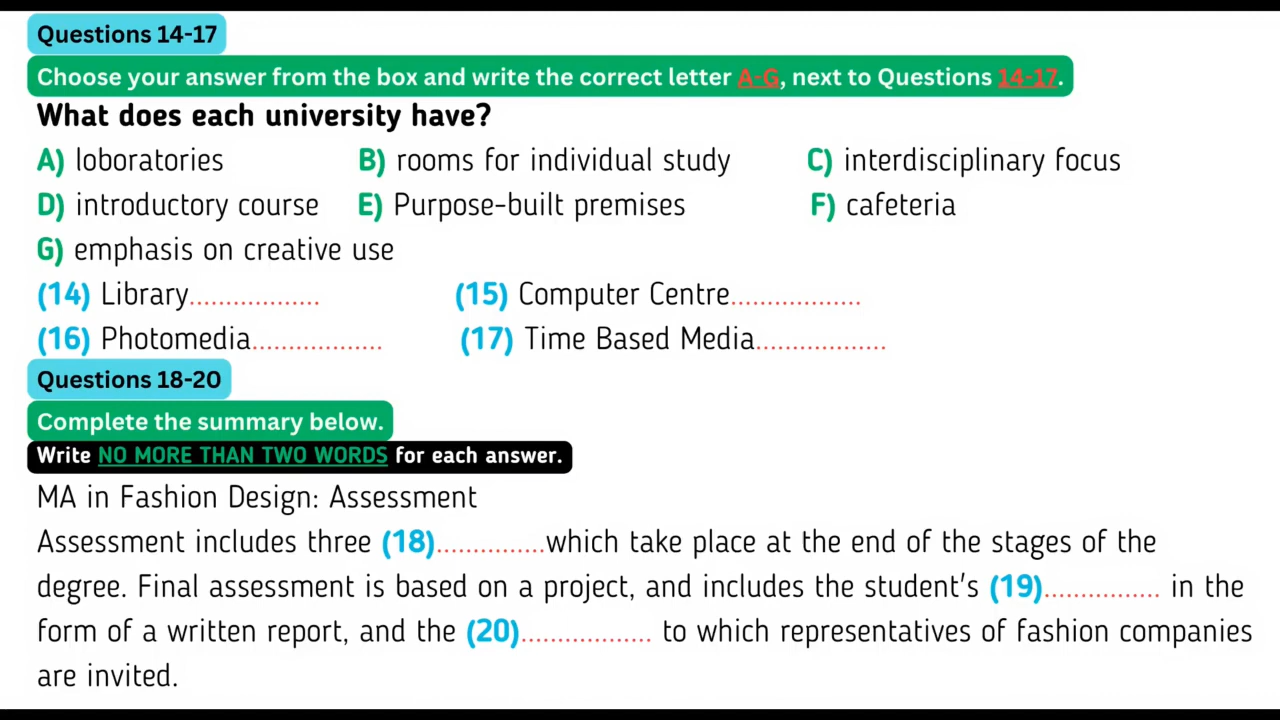 Questions 14-17
Choose your answer from the box and write the correct letter A-G, next to Questions 14-17.
What does each university have?
A) loboratories B) rooms for individual study C) interdisciplinary focus
D) introductory course E) Purpose-built premises F) cafeteria
G) emphasis on creative use
(14) Library.................. (15) Computer Centre..................
(16) Photomedia.................. (17) Time Based Media..................
Questions 18-20
Complete the summary below.
Write NO MORE THAN TWO WORDS for each answer.
MA in Fashion Design: Assessment
Assessment includes three (18)...............which take place at the end of the stages of the
degree. Final assessment is based on a project, and includes the student's (19)................ in the
form of a written report, and the (20).................. to which representatives of fashion companies
are invited.